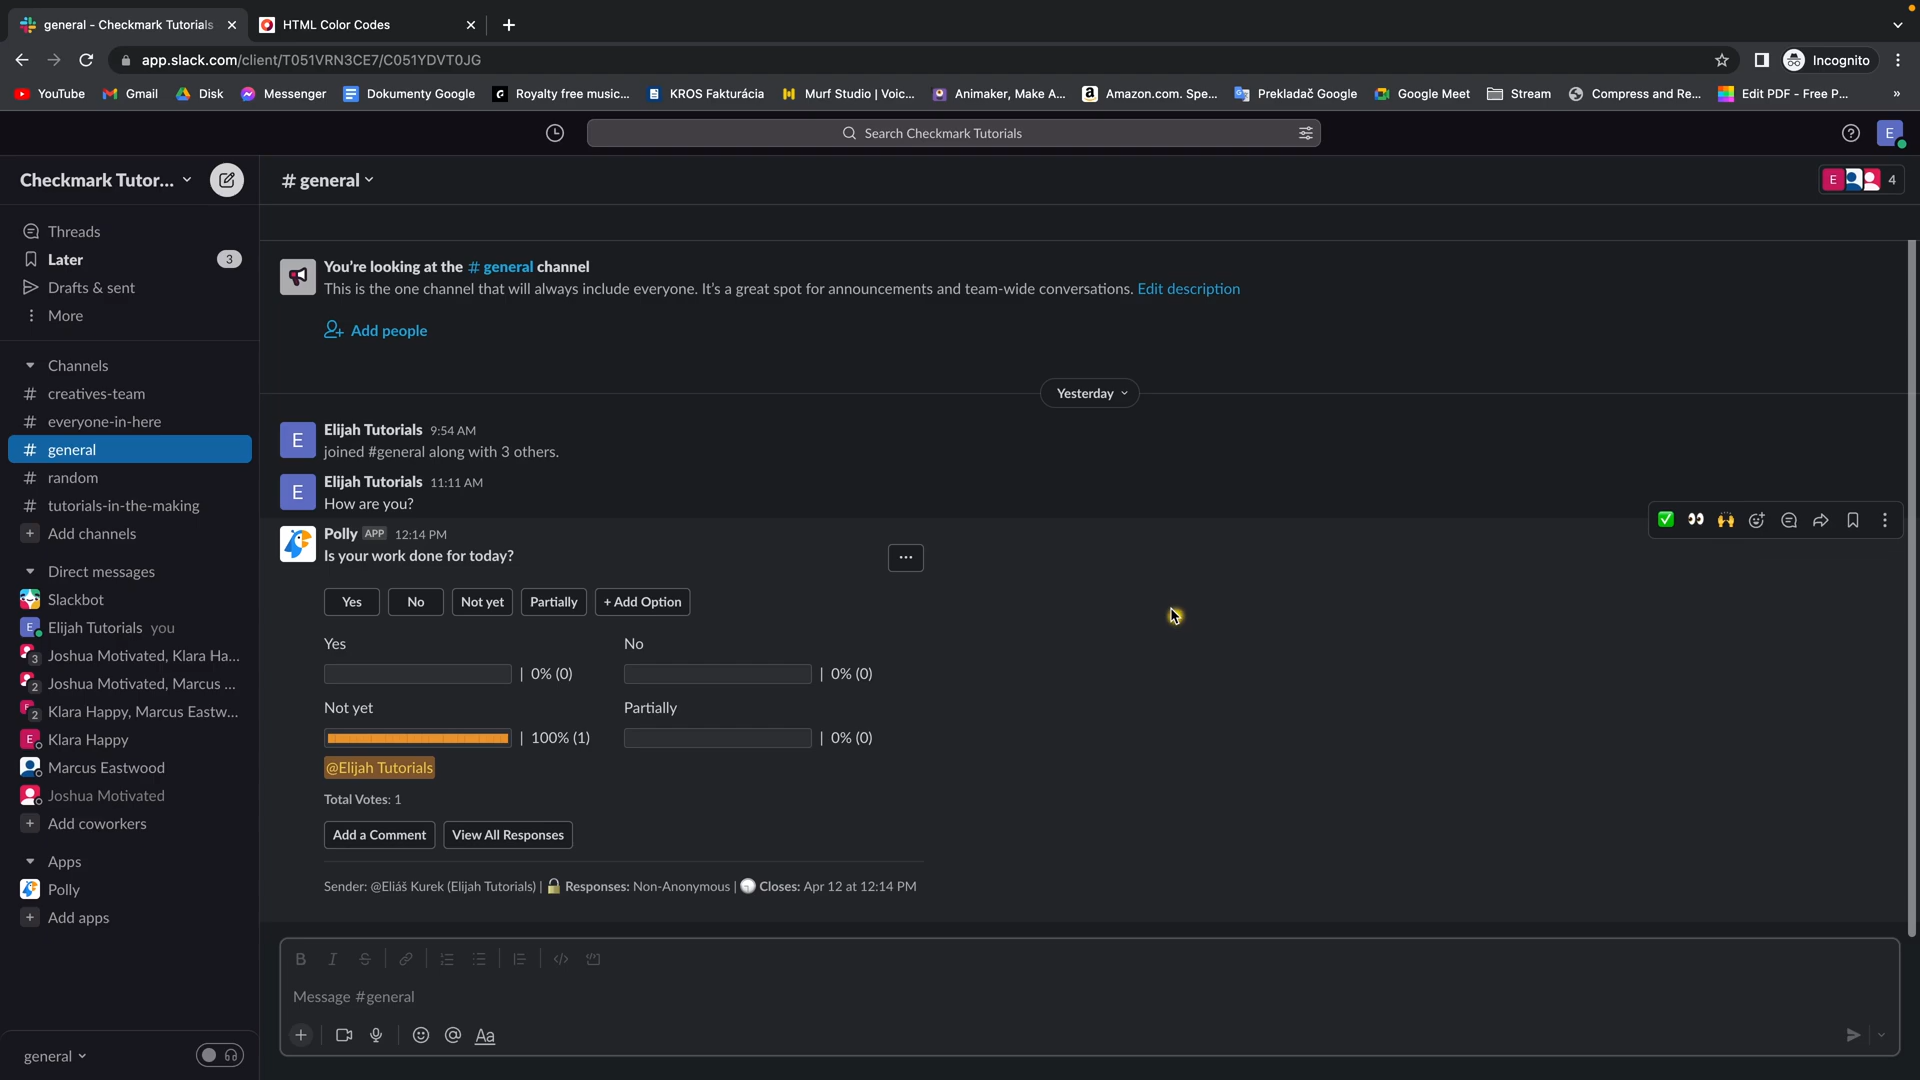 general - Checkmark Tutorials
HTML Color Codes
app.slack.com/client/T051VRN3CE7/C051YDVT0JG
Incognito
YouTube
Gmail
Disk
Messenger
Dokumenty Google
Royalty free music...
KROS Fakturácia
Murf Studio | Voic...
Animaker, Make A...
Amazon.com. Spe...
Prekladač Google
Google Meet
Stream
Compress and Re...
Edit PDF - Free P...
»
Search Checkmark Tutorials
E
Checkmark Tutor...
# general
E
4
Threads
Later
3
Drafts & sent
More
Channels
# creatives-team
# everyone-in-here
# general
# random
# tutorials-in-the-making
+ Add channels
Direct messages
Slackbot
E
Elijah Tutorials you
3
Joshua Motivated, Klara Ha...
2
Joshua Motivated, Marcus ...
2
Klara Happy, Marcus Eastw...
E
Klara Happy
Marcus Eastwood
Joshua Motivated
+ Add coworkers
Apps
Polly
+ Add apps
general
You're looking at the # general channel
This is the one channel that will always include everyone. It's a great spot for announcements and team-wide conversations. Edit description
Add people
Yesterday
E
Elijah Tutorials 9:54 AM
joined #general along with 3 others.
E
Elijah Tutorials 11:11 AM
How are you?
Polly APP 12:14 PM
Is your work done for today?
...
Yes
No
Not yet
Partially
+ Add Option
Yes
No
| 0% (0)
| 0% (0)
Not yet
Partially
| 100% (1)
| 0% (0)
@Elijah Tutorials
Total Votes: 1
Add a Comment
View All Responses
Sender: @Eliáš Kurek (Elijah Tutorials) | Responses: Non-Anonymous | Closes: Apr 12 at 12:14 PM
B I S
Message #general
+ @ Aa